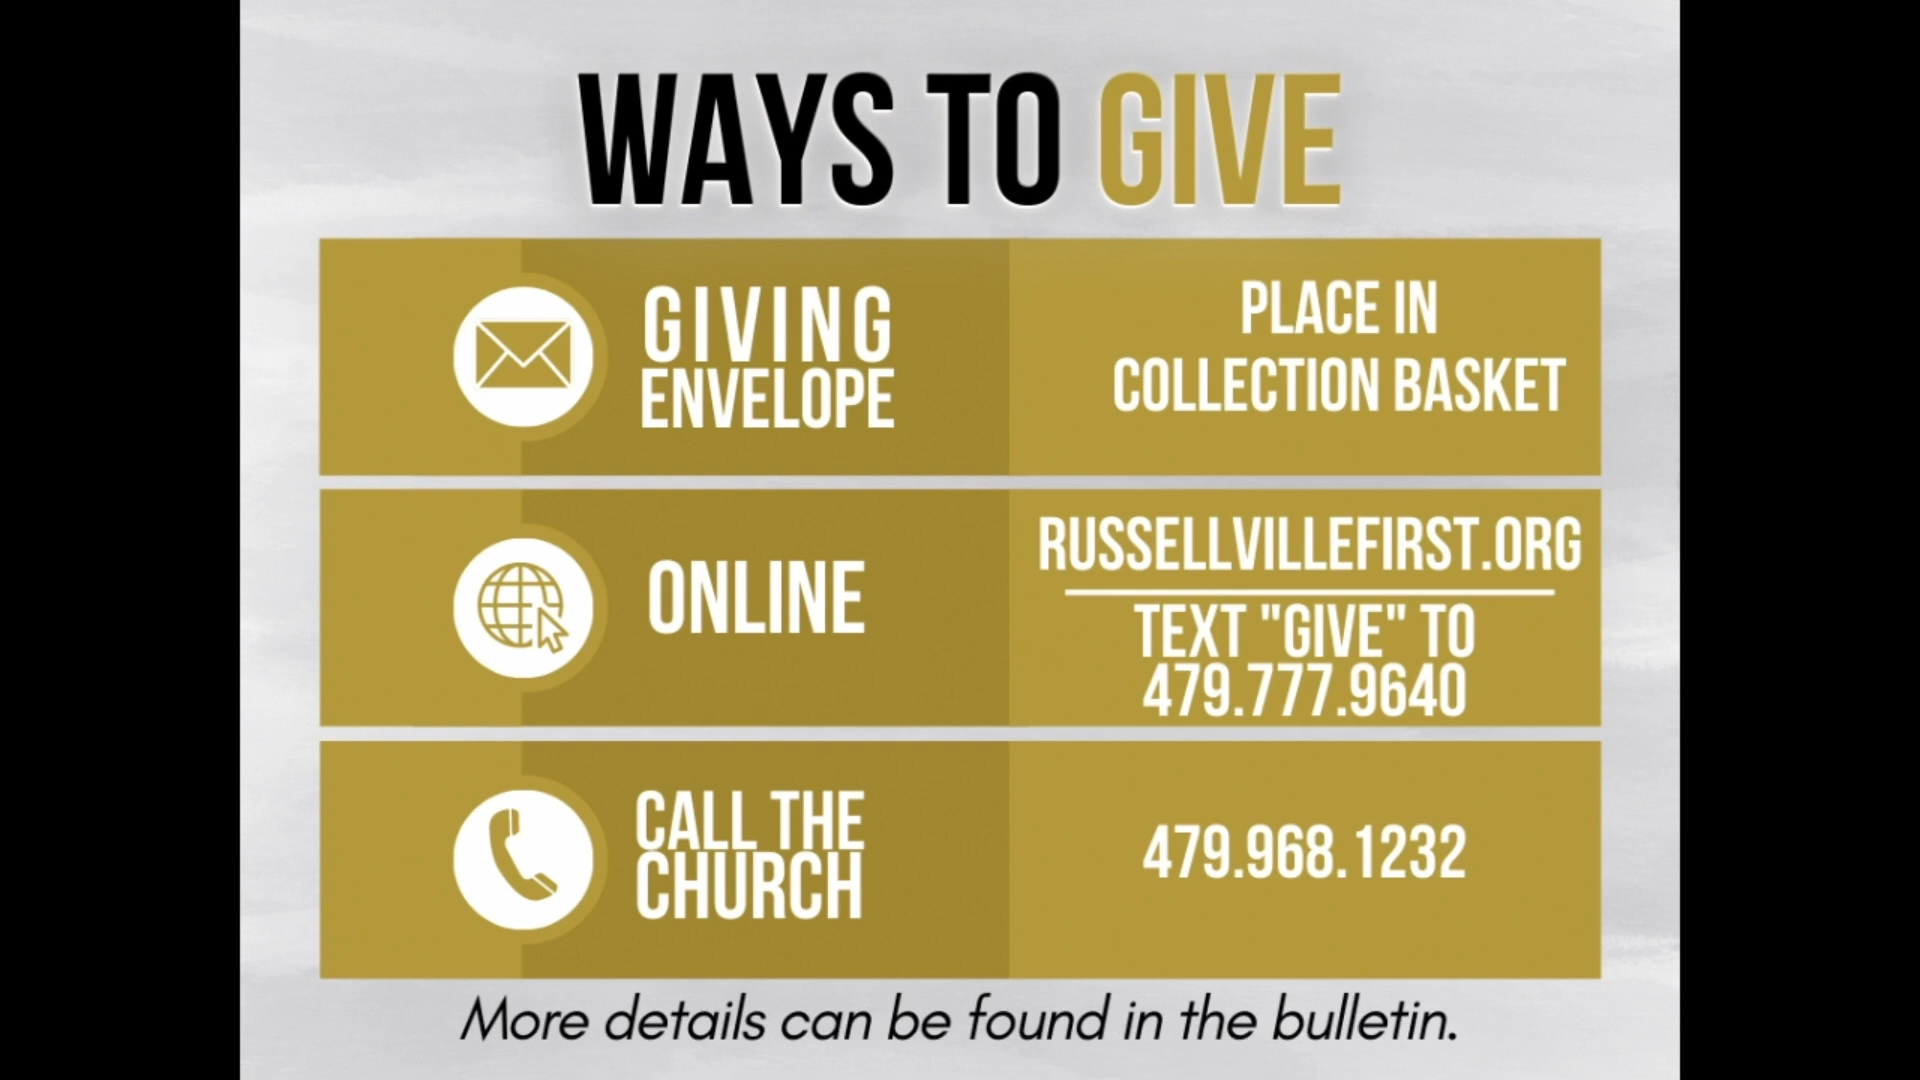 WAYS TO GIVE
GIVING
ENVELOPE
PLACE IN
COLLECTION BASKET
ONLINE
RUSSELLVILLEFIRST.ORG
TEXT "GIVE" TO
479.777.9640
CALL THE
CHURCH
479.968.1232
More details can be found in the bulletin.